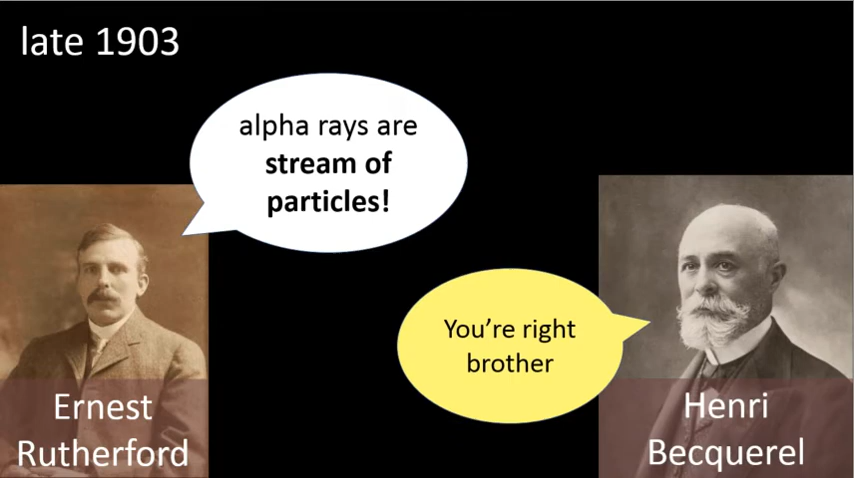 late 1903
alpha rays are
stream of
particles!
You're right
brother
Ernest
Rutherford
Henri
Becquerel